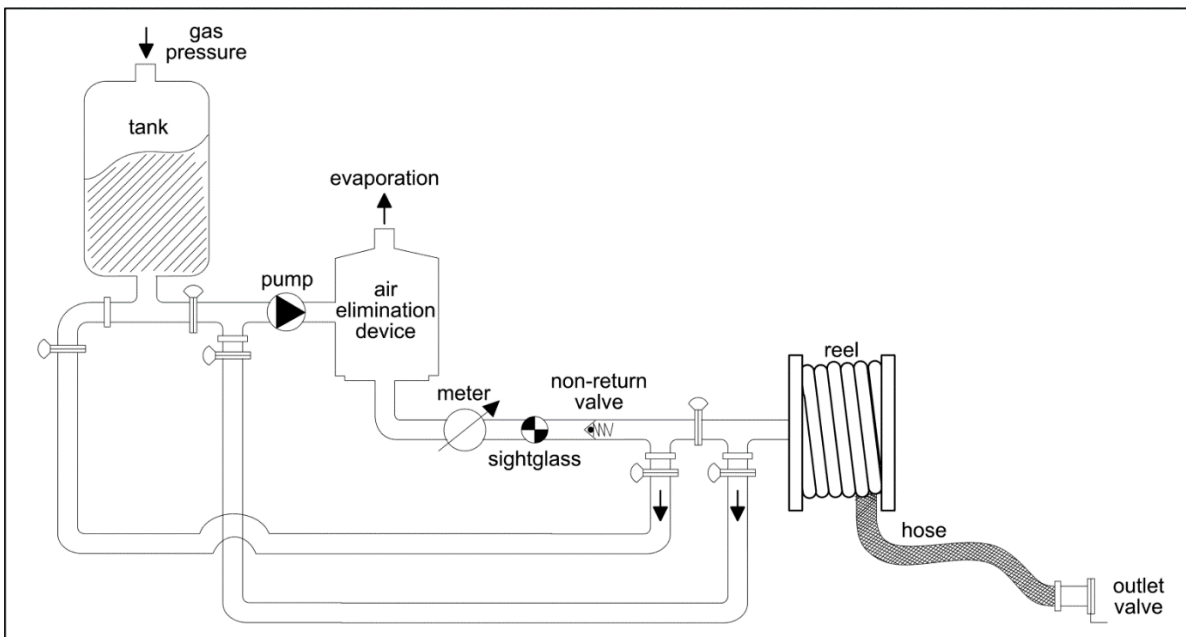 gas
pressure
tank
evaporation
pump
air
elimination
device
reel
meter
non-return
valve
sightglass
hose
outlet
valve